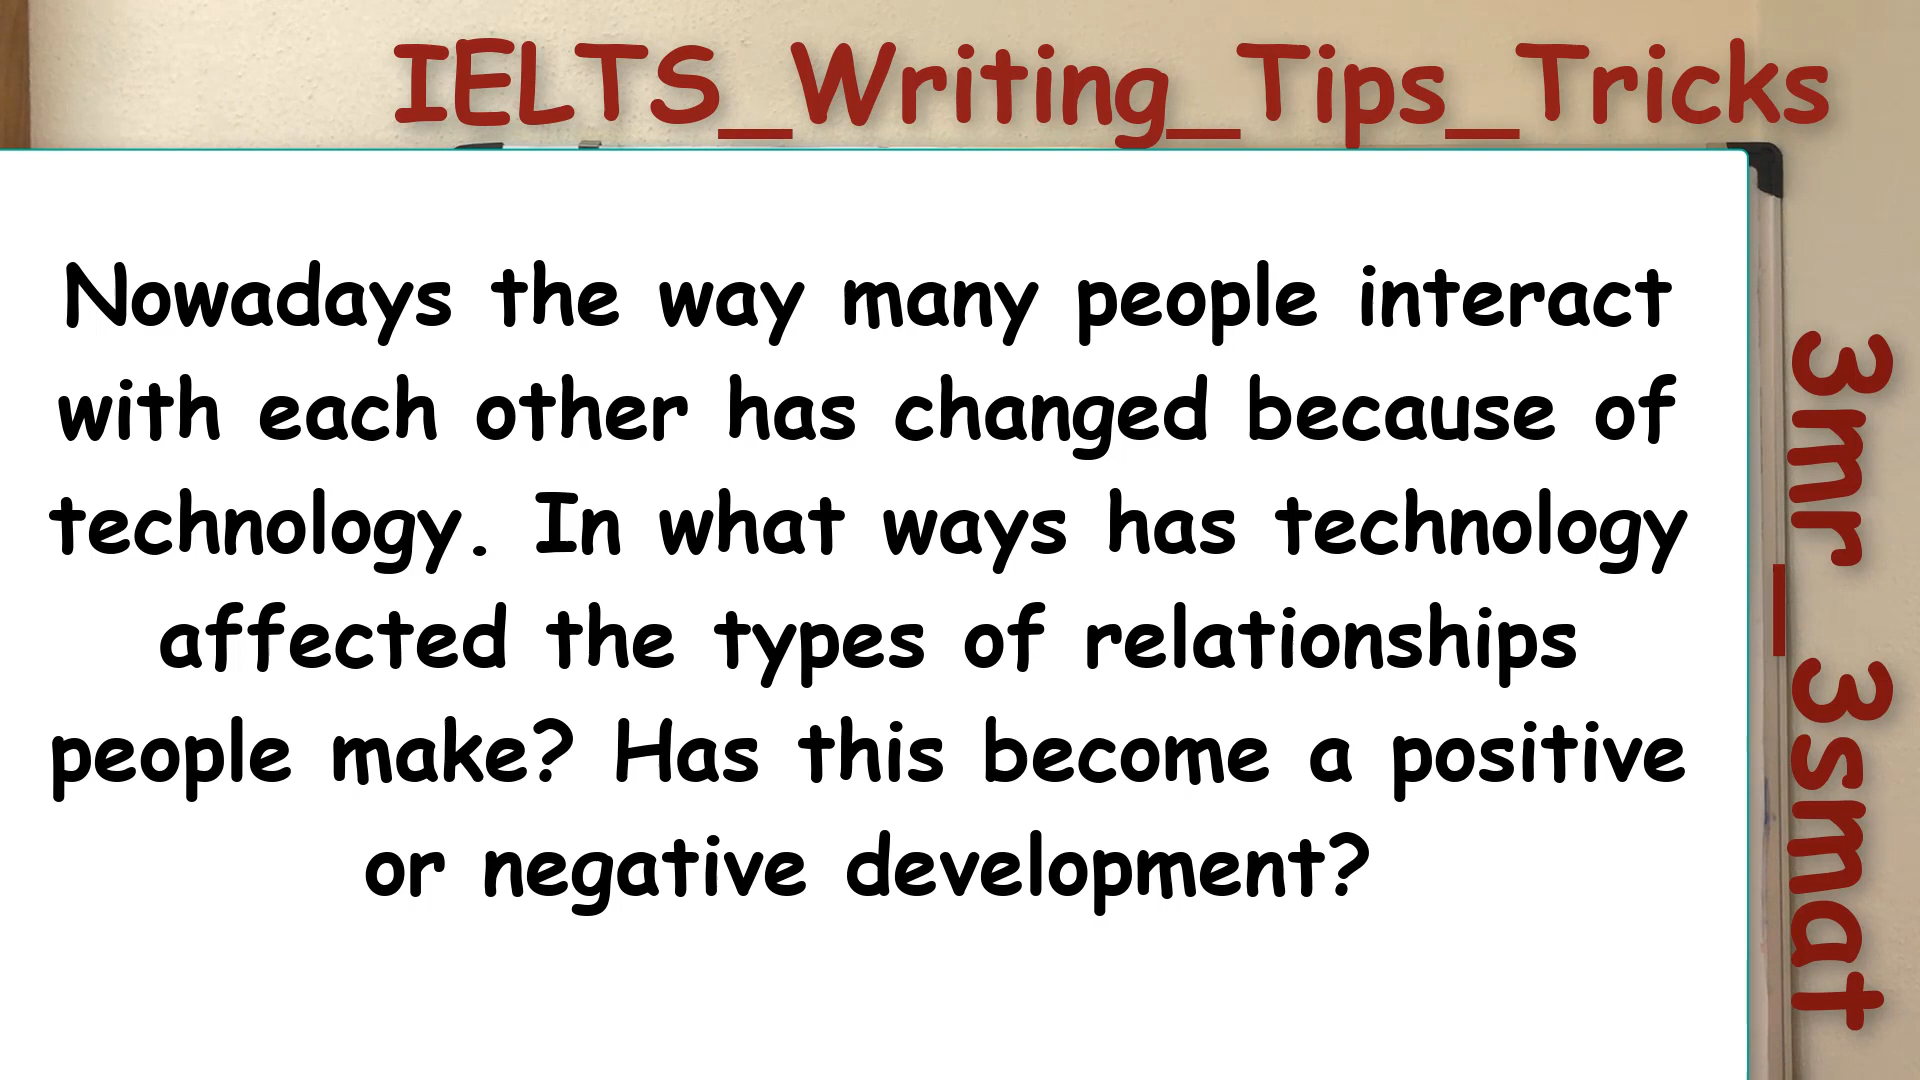 IELTS_Writing_Tips_Tricks
Nowadays the way many people interact
with each other has changed because of
technology. In what ways has technology
affected the types of relationships
people make? Has this become a positive
or negative development?
3mr_3smat